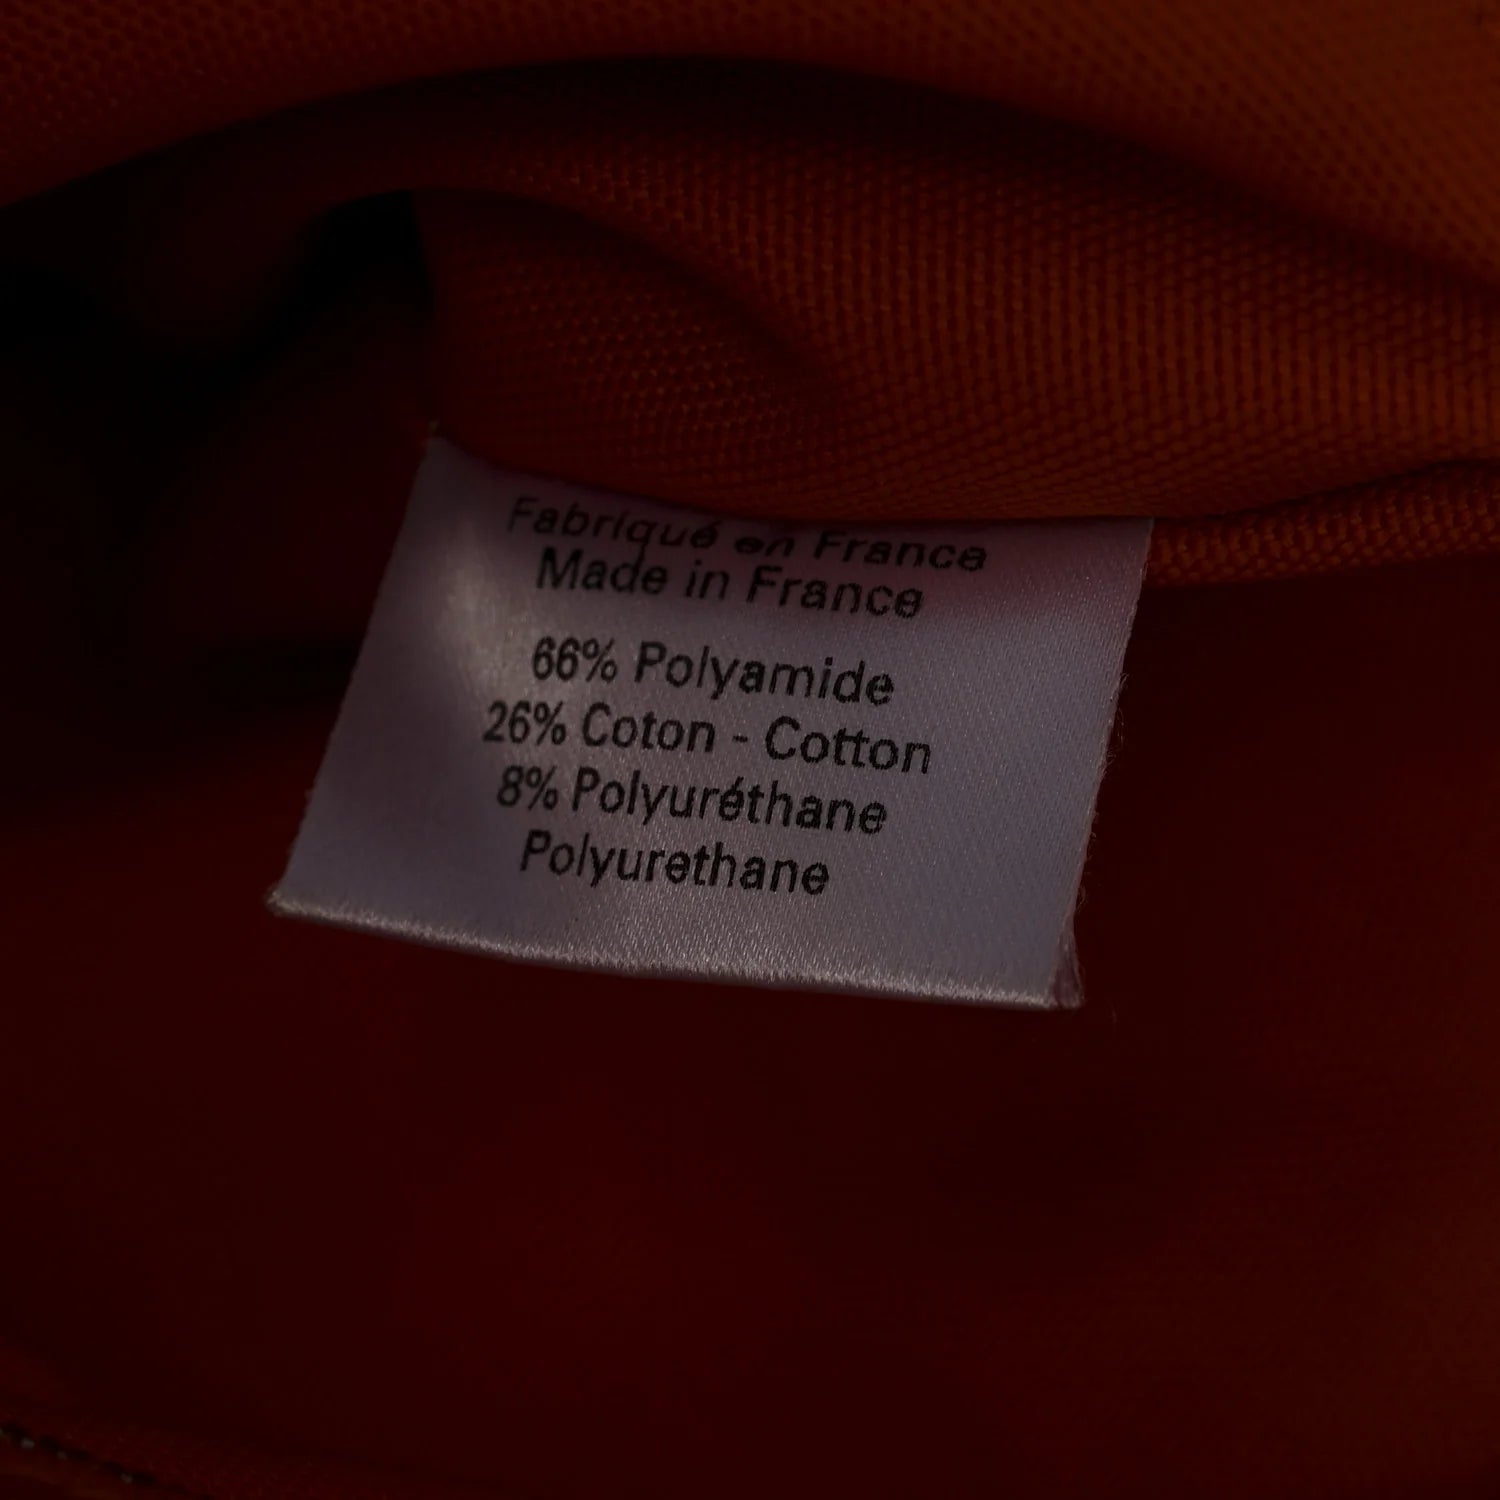 Fabriqué en France
Made in France
66% Polyamide
26% Coton - Cotton
8% Polyuréthane
Polyurethane